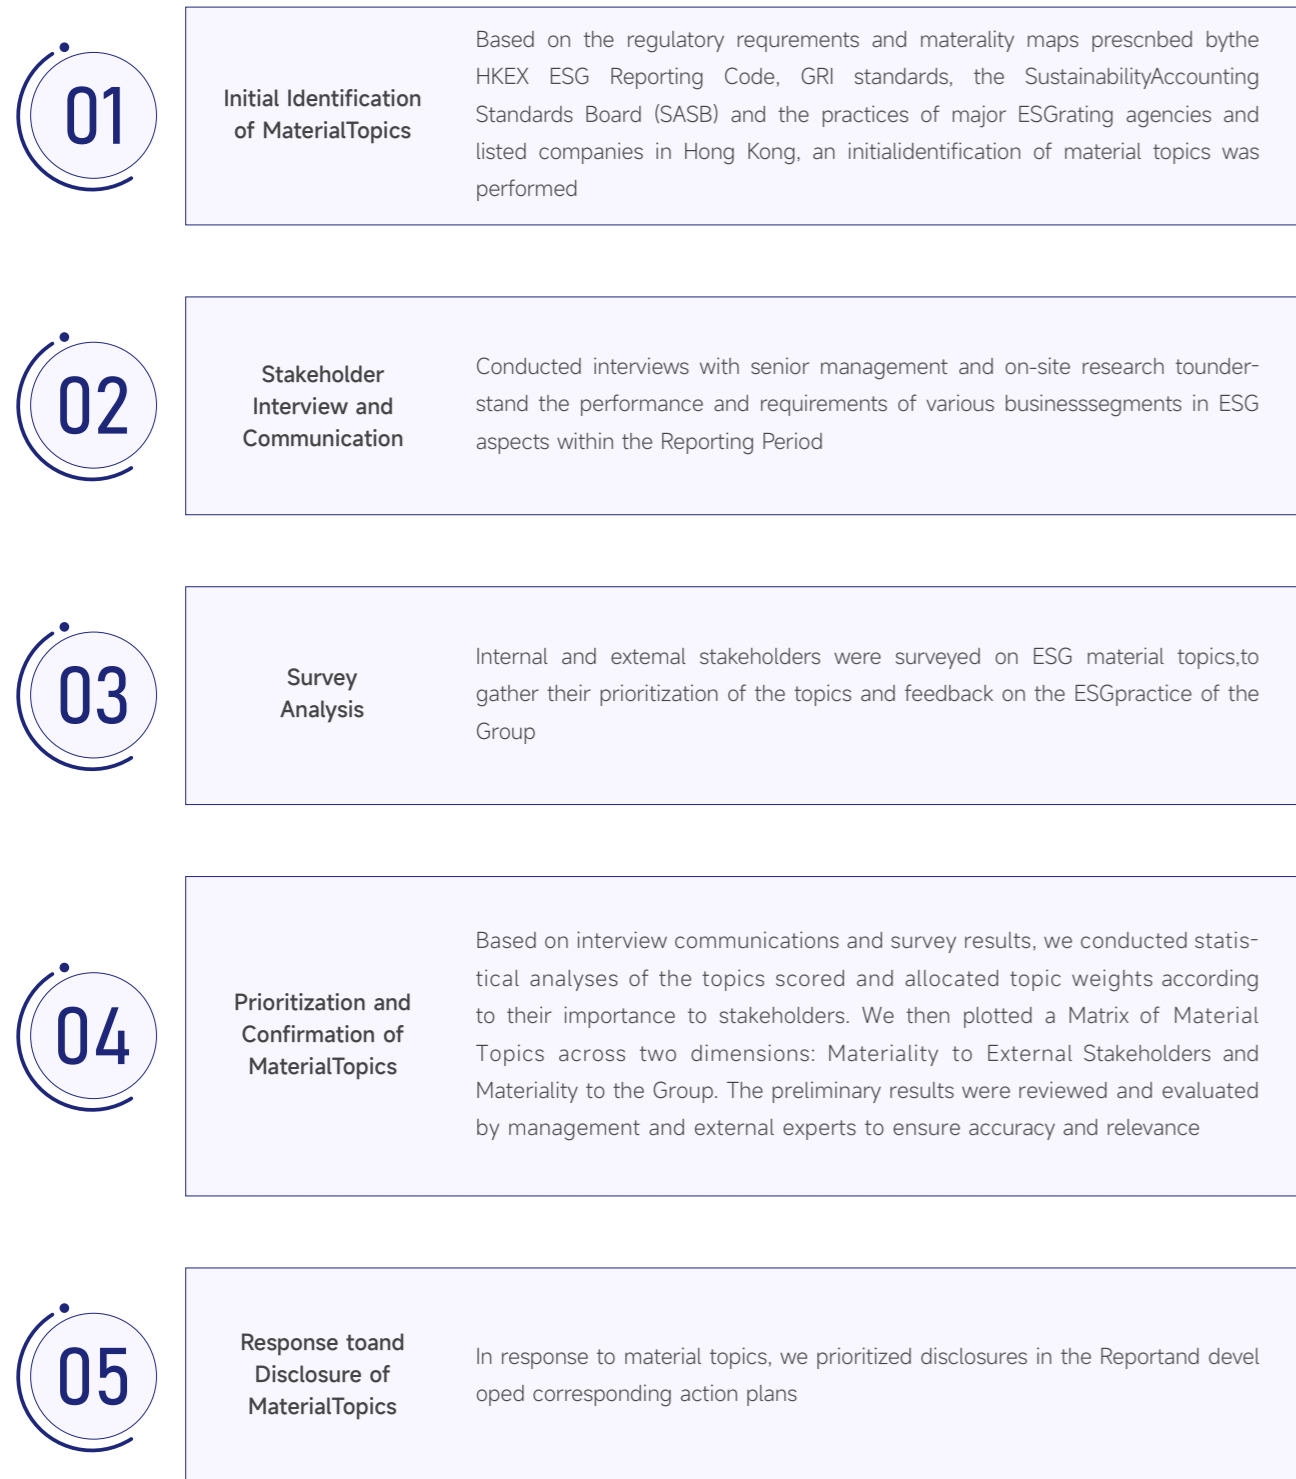 01
Initial Identification
of MaterialTopics
Based on the regulatory requrements and materality maps prescnbed bythe
HKEX ESG Reporting Code, GRI standards, the SustainabilityAccounting
Standards Board (SASB) and the practices of major ESGrating agencies and
listed companies in Hong Kong, an initialidentification of material topics was
performed
02
Stakeholder
Interview and
Communication
Conducted interviews with senior management and on-site research tounder-
stand the performance and requirements of various businesssegments in ESG
aspects within the Reporting Period
03
Survey
Analysis
Internal and extemal stakeholders were surveyed on ESG material topics,to
gather their prioritization of the topics and feedback on the ESGpractice of the
Group
04
Prioritization and
Confirmation of
MaterialTopics
Based on interview communications and survey results, we conducted statis-
tical analyses of the topics scored and allocated topic weights according
to their importance to stakeholders. We then plotted a Matrix of Material
Topics across two dimensions: Materiality to External Stakeholders and
Materiality to the Group. The preliminary results were reviewed and evaluated
by management and external experts to ensure accuracy and relevance
05
Response toand
Disclosure of
MaterialTopics
In response to material topics, we prioritized disclosures in the Reportand devel
oped corresponding action plans